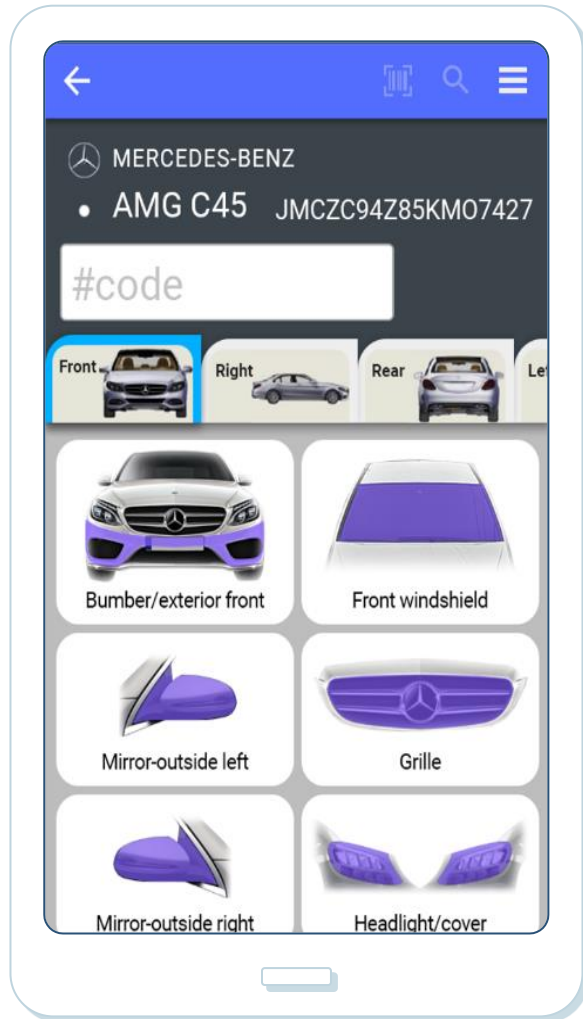 MERCEDES-BENZ
• AMG C45 JMCZC94Z85KMO7427
#code
Front Right Rear Le
Bumber/exterior front Front windshield
Mirror-outside left Grille
Mirror-outside right Headlight/cover